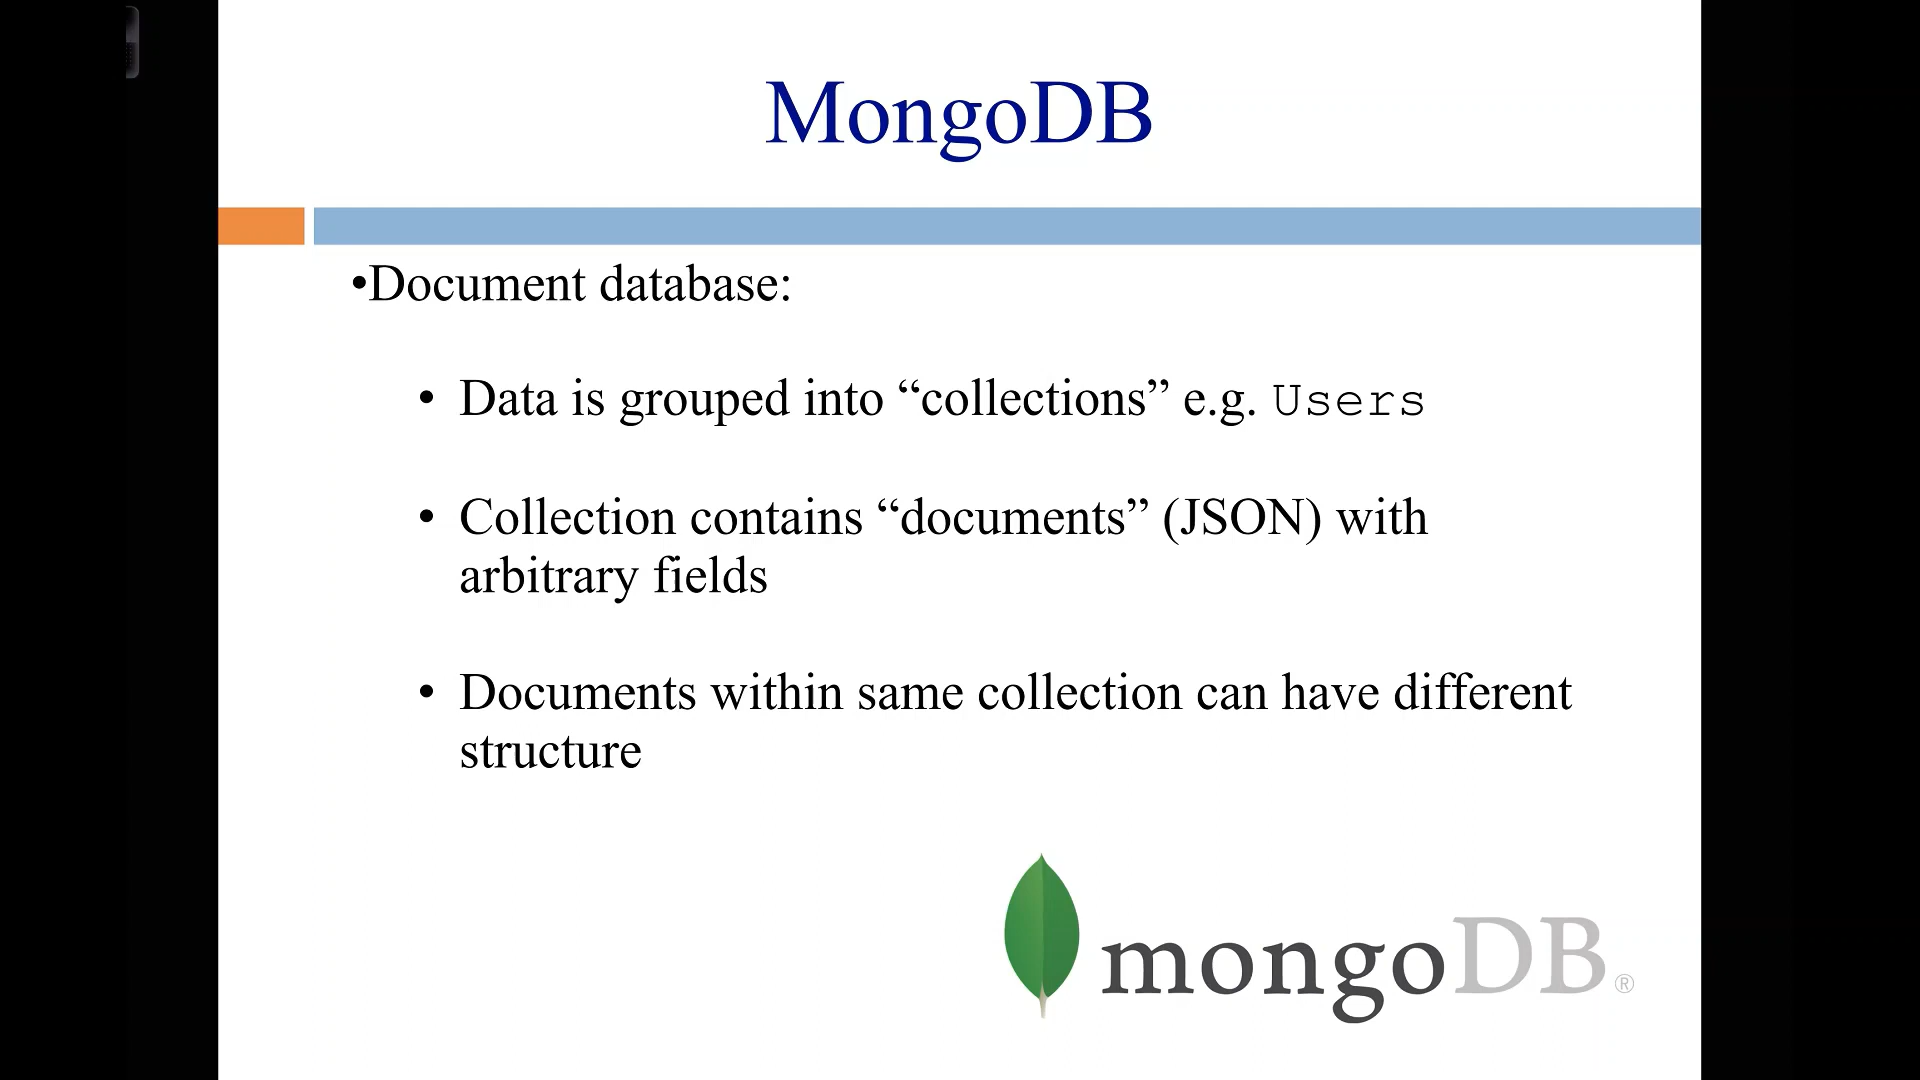 MongoDB
•Document database:
• Data is grouped into “collections” e.g. Users
• Collection contains “documents” (JSON) with
arbitrary fields
• Documents within same collection can have different
structure
mongoDB®